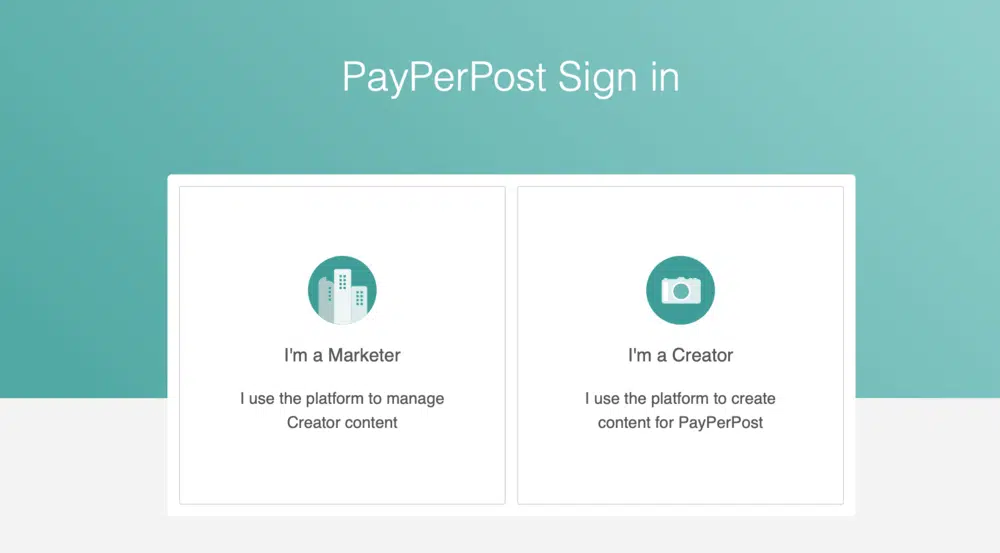 PayPerPost Sign in
I'm a Marketer
I use the platform to manage
Creator content
I'm a Creator
I use the platform to create
content for PayPerPost